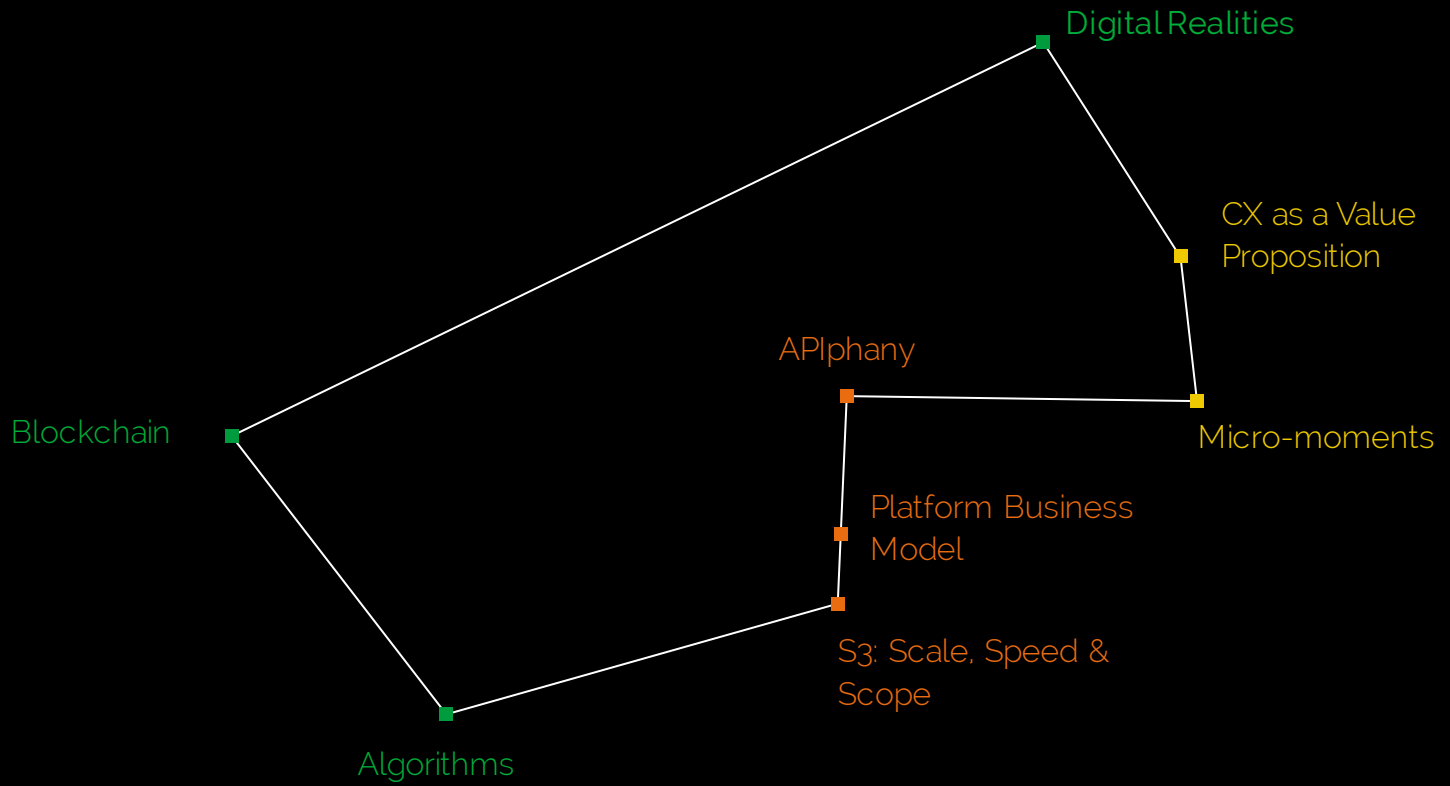 Digital Realities
CX as a Value
Proposition
APIphany
Blockchain
Micro-moments
Platform Business
Model
S3: Scale, Speed &
Scope
Algorithms